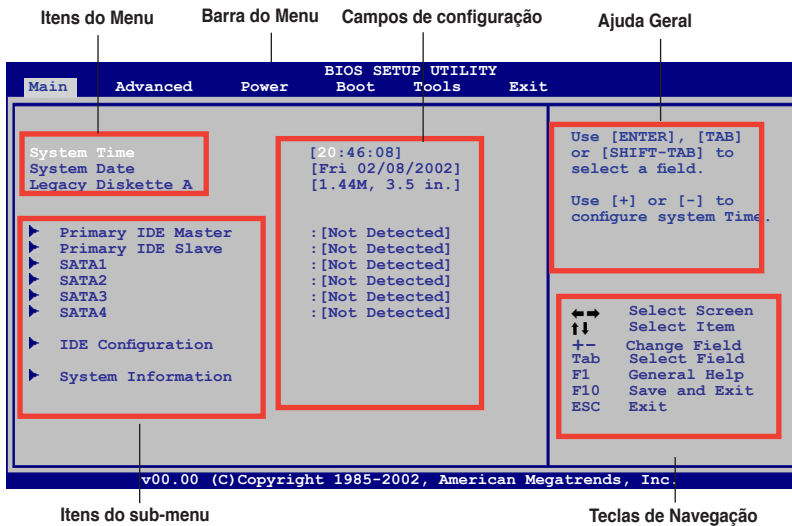 Itens do Menu
Barra do Menu
Campos de configuração
Ajuda Geral
BIOS SETUP UTILITY
Main Advanced Power Boot Tools Exit
System Time [20:46:08]
System Date [Fri 02/08/2002]
Legacy Diskette A [1.44M, 3.5 in.]
Primary IDE Master :[Not Detected]
Primary IDE Slave :[Not Detected]
SATA1 :[Not Detected]
SATA2 :[Not Detected]
SATA3 :[Not Detected]
SATA4 :[Not Detected]
IDE Configuration
System Information
Use [ENTER], [TAB]
or [SHIFT-TAB] to
select a field.
Use [+] or [-] to
configure system Time.
←→ Select Screen
↑↓ Select Item
+- Change Field
Tab Select Field
F1 General Help
F10 Save and Exit
ESC Exit
v00.00 (C)Copyright 1985-2002, American Megatrends, Inc.
Itens do sub-menu
Teclas de Navegação